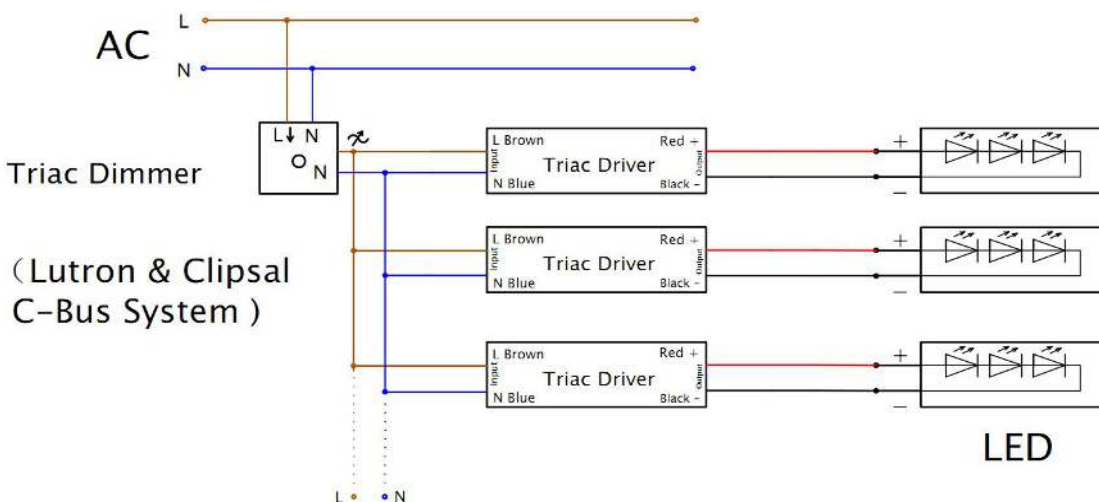 L
AC
N
L N
N
Triac Dimmer
（Lutron & Clipsal
C-Bus System )
L Brown
Input
N Blue
Triac Driver
Red +
Output
Black -
+
−
L Brown
Input
N Blue
Triac Driver
Red +
Output
Black -
+
−
L Brown
Input
N Blue
Triac Driver
Red +
Output
Black -
+
−
LED
L
N